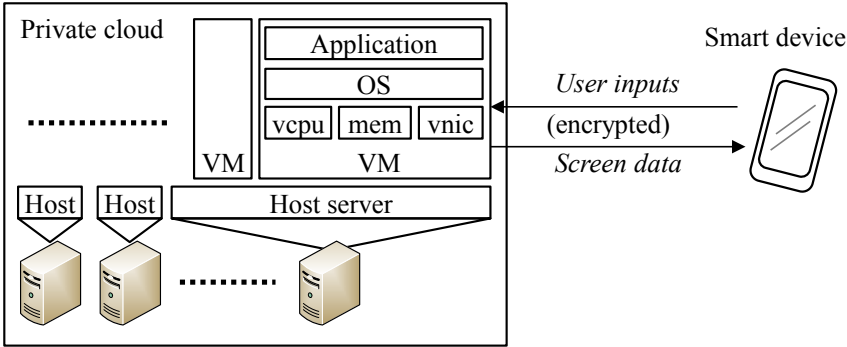 Private cloud
Application
OS
vcpu
mem
vnic
VM
VM
Host
Host
Host server
Smart device
User inputs
(encrypted)
Screen data